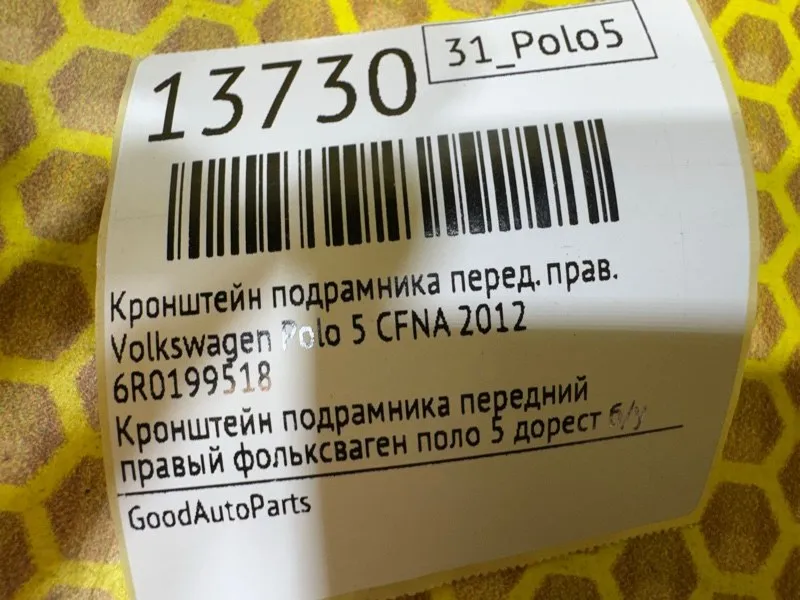 13730
31_Polo5
Кронштейн подрамника перед. прав.
Volkswagen Polo 5 CFNA 2012
6R0199518
Кронштейн подрамника передний
правый фольксваген поло 5 дорест б/у
GoodAutoParts